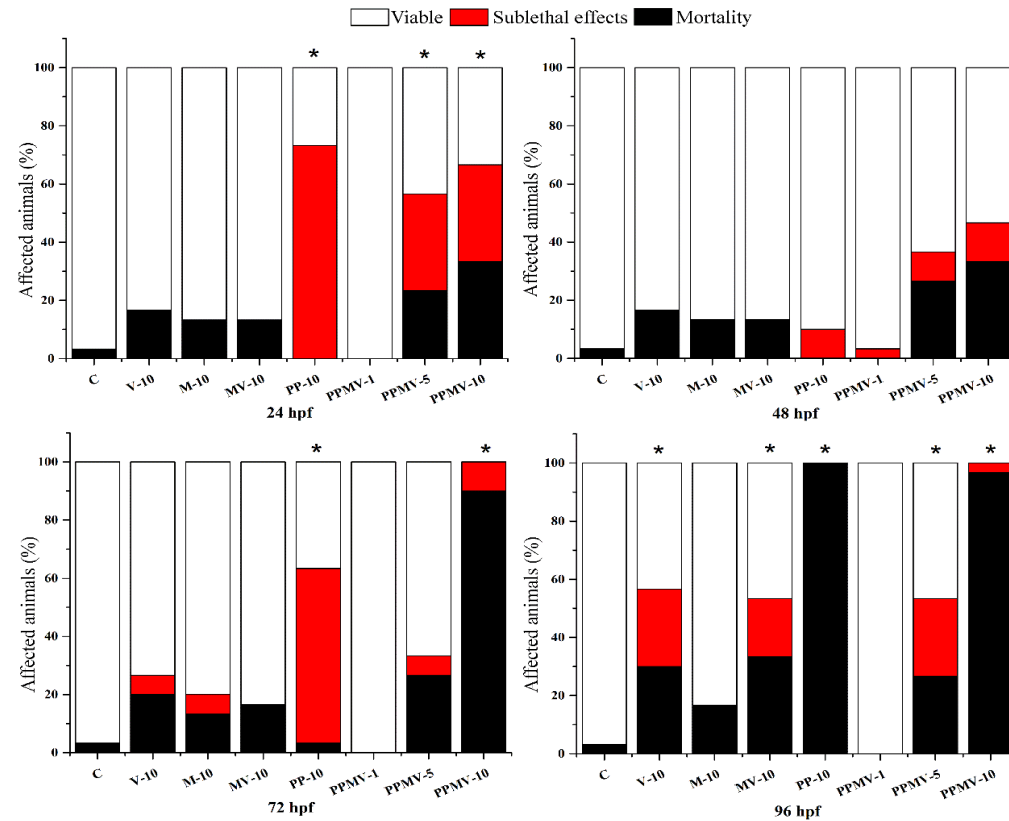 Viable Sublethal effects Mortality
* * *
100
80
60
40
20
0
Affected animals (%)
C V-10 M-10 MV-10 PP-10 PPMV-1 PPMV-5 PPMV-10
24 hpf
100
80
60
40
20
0
Affected animals (%)
C V-10 M-10 MV-10 PP-10 PPMV-1 PPMV-5 PPMV-10
48 hpf
* *
100
80
60
40
20
0
Affected animals (%)
C V-10 M-10 MV-10 PP-10 PPMV-1 PPMV-5 PPMV-10
72 hpf
* * * * *
100
80
60
40
20
0
Affected animals (%)
C V-10 M-10 MV-10 PP-10 PPMV-1 PPMV-5 PPMV-10
96 hpf